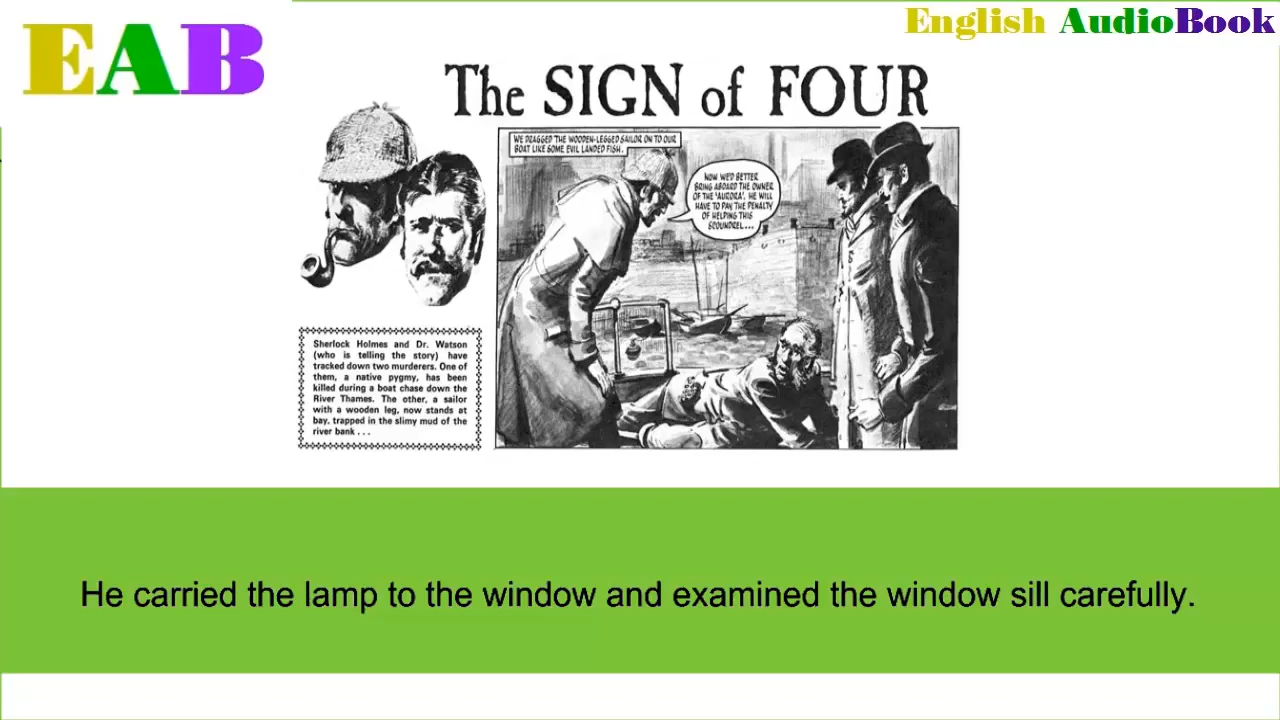 EAB
English AudioBook
The SIGN of FOUR
WE DRAGGED THE WOODEN-LEGGED SAILOR ON TO OUR
BOAT LIKE SOME EVIL LANDED FISH.
NOW WE'D BETTER
BRING ABOARD THE OWNER
OF THE 'AURORA'. HE WILL
HAVE TO PAY THE PENALTY
OF HELPING THIS
SCOUNDREL...
Sherlock Holmes and Dr. Watson
(who is telling the story) have
tracked down two murderers. One of
them, a native pygmy, has been
killed during a boat chase down the
River Thames. The other, a sailor
with a wooden leg, now stands at
bay, trapped in the slimy mud of the
river bank . . .
He carried the lamp to the window and examined the window sill carefully.